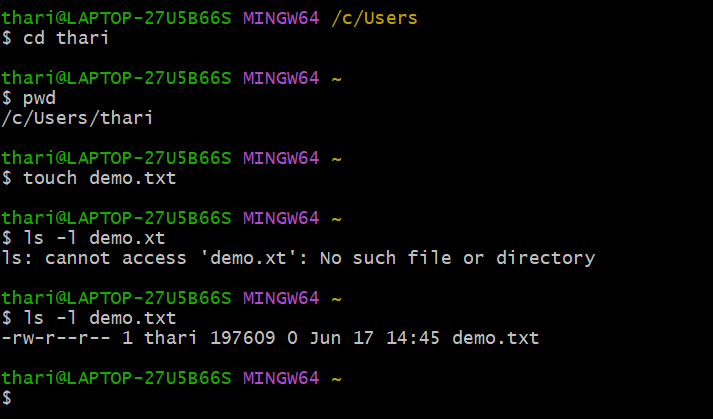 thari@LAPTOP-27U5B66S MINGW64 /c/Users
$ cd thari
thari@LAPTOP-27U5B66S MINGW64 ~
$ pwd
/c/Users/thari
thari@LAPTOP-27U5B66S MINGW64 ~
$ touch demo.txt
thari@LAPTOP-27U5B66S MINGW64 ~
$ ls -l demo.xt
ls: cannot access 'demo.xt': No such file or directory
thari@LAPTOP-27U5B66S MINGW64 ~
$ ls -l demo.txt
-rw-r--r-- 1 thari 197609 0 Jun 17 14:45 demo.txt
thari@LAPTOP-27U5B66S MINGW64 ~
$